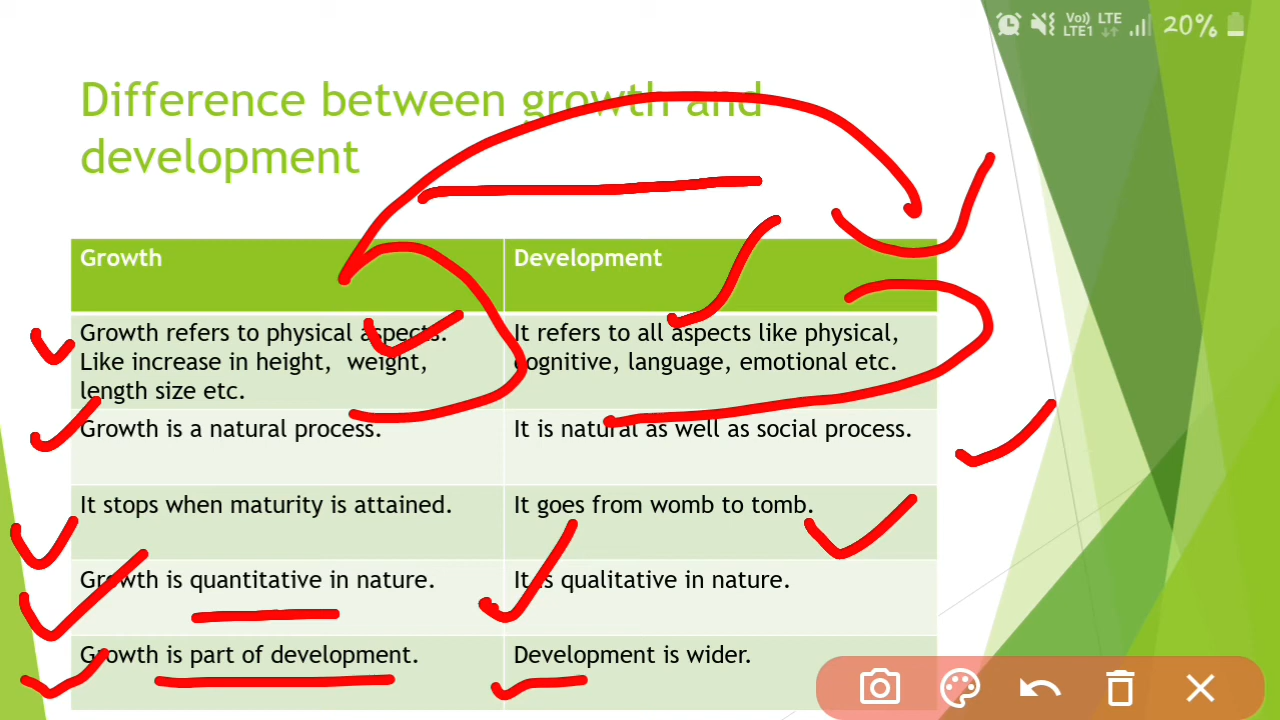 Vo)) LTE
LTE1
20%
Difference between growth and
development
Growth
Development
Growth refers to physical aspects.
Like increase in height, weight,
length size etc.
It refers to all aspects like physical,
cognitive, language, emotional etc.
Growth is a natural process.
It is natural as well as social process.
It stops when maturity is attained.
It goes from womb to tomb.
Growth is quantitative in nature.
It is qualitative in nature.
Growth is part of development.
Development is wider.